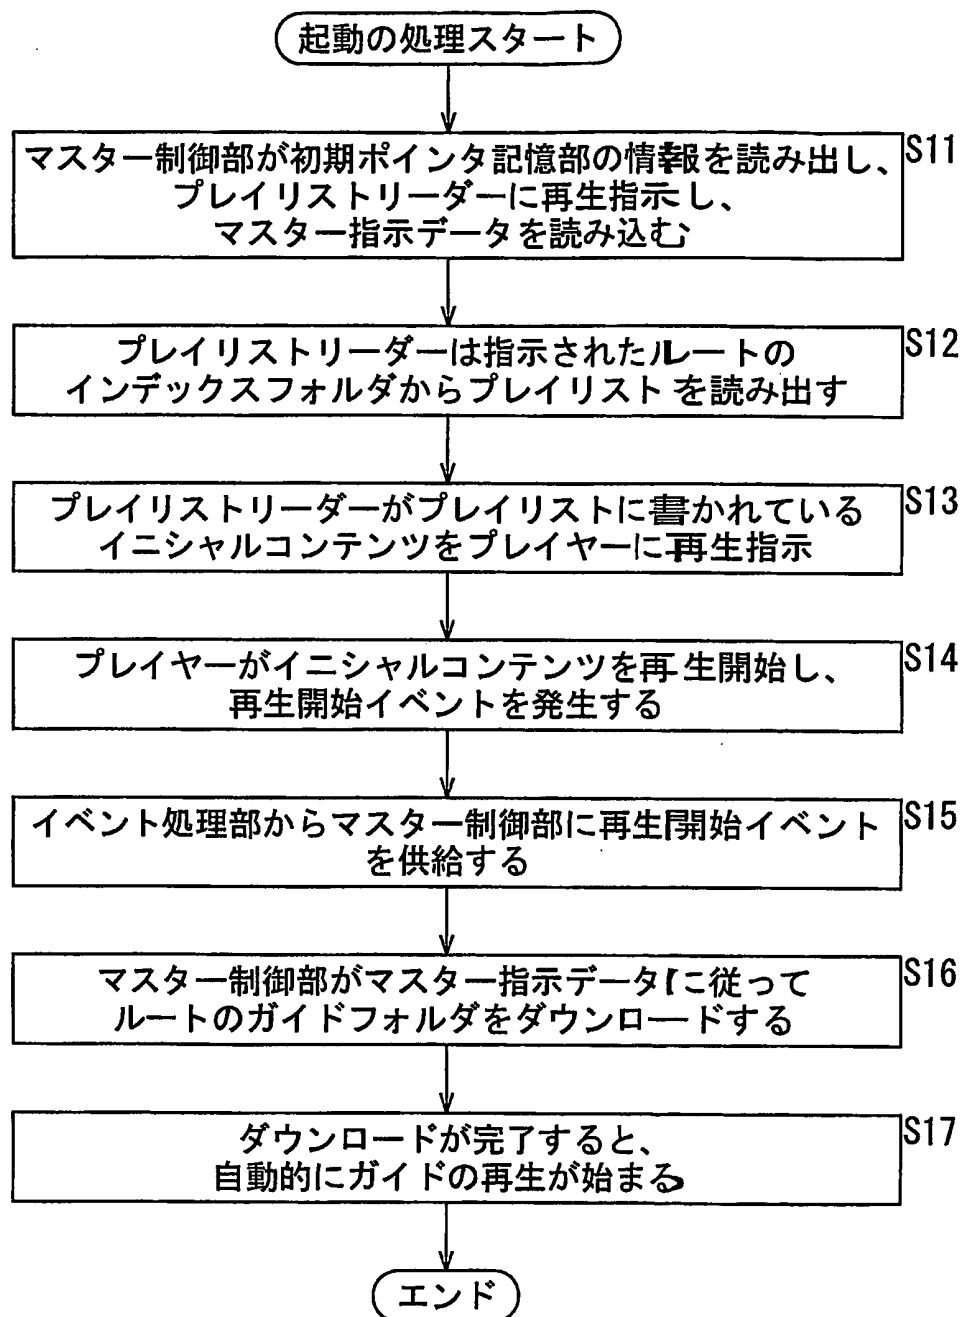 起動の処理スタート
S11
マスター制御部が初期ポインタ記憶部の情報を読み出し、
プレイリストリーダーに再生指示し、
マスター指示データを読み込む
S12
プレイリストリーダーは指示されたルートの
インデックスフォルダからプレイリストを読み出す
S13
プレイリストリーダーがプレイリストに書かれている
イニシャルコンテンツをプレイヤーに再生指示
S14
プレイヤーがイニシャルコンテンツを再生開始し、
再生開始イベントを発生する
S15
イベント処理部からマスター制御部に再生開始イベント
を供給する
S16
マスター制御部がマスター指示データに従って
ルートのガイドフォルダをダウンロードする
S17
ダウンロードが完了すると、
自動的にガイドの再生が始まる
エンド